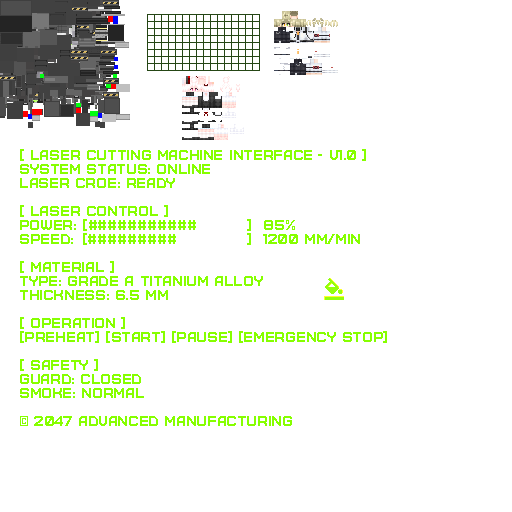 [ LASER CUTTING MACHINE INTERFACE - V1.0 ]
SYSTEM STATUS: ONLINE
LASER CROE: READY
[ LASER CONTROL ]
POWER: [########### ] 85%
SPEED: [######### ] 1200 MM/MIN
[ MATERIAL ]
TYPE: GRADE A TITANIUM ALLOY
THICKNESS: 6.5 MM
[ OPERATION ]
[PREHEAT] [START] [PAUSE] [EMERGENCY STOP]
[ SAFETY ]
GUARD: CLOSED
SMOKE: NORMAL
© 2047 ADVANCED MANUFACTURING